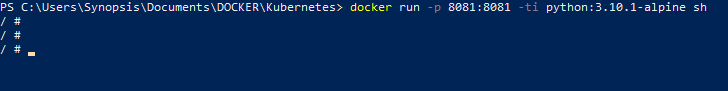 PS C:\Users\Synopsis\Documents\DOCKER\Kubernetes> docker run -p 8081:8081 -ti python:3.10.1-alpine sh
/ #
/ #
/ #